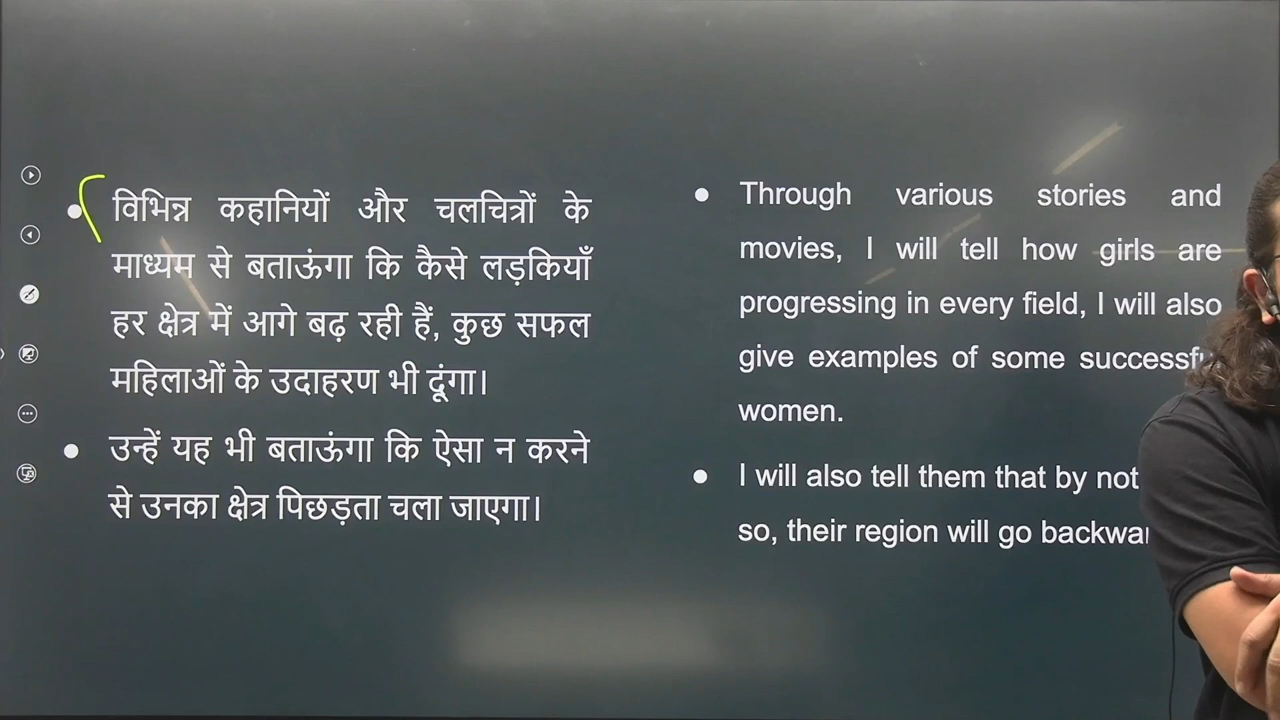 विभिन्न कहानियों और चलचित्रों के
माध्यम से बताऊंगा कि कैसे लड़कियाँ
हर क्षेत्र में आगे बढ़ रही हैं, कुछ सफल
महिलाओं के उदाहरण भी दूंगा।
उन्हें यह भी बताऊंगा कि ऐसा न करने
से उनका क्षेत्र पिछड़ता चला जाएगा।
Through various stories and
movies, I will tell how girls are
progressing in every field, I will also
give examples of some
women.
I will also tell them that by not
so, their region will go